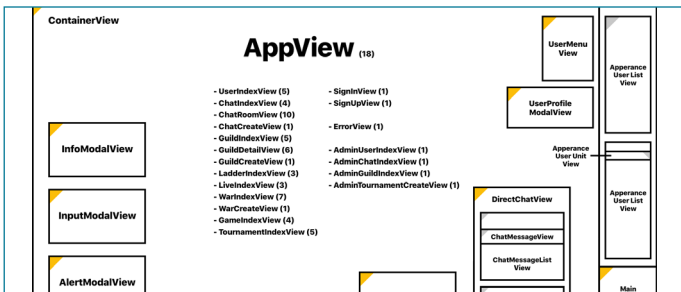 ContainerView
AppView (18)
- UserIndexView (5)
- ChatIndexView (4)
- ChatRoomView (10)
- ChatCreateView (1)
- GuildIndexView (5)
- GuildDetailView (6)
- GuildCreateView (1)
- LadderIndexView (3)
- LiveIndexView (3)
- WarIndexView (7)
- WarCreateView (1)
- GameIndexView (4)
- TournamentIndexView (5)
- SignInView (1)
- SignUpView (1)
- ErrorView (1)
- AdminUserIndexView (1)
- AdminChatIndexView (1)
- AdminGuildIndexView (1)
- AdminTournamentCreateView (1)
InfoModalView
InputModalView
AlertModalView
UserMenu
View
UserProfile
ModalView
Apperance
User List
View
Apperance
User Unit
View
Apperance
User List
View
DirectChatView
ChatMessageView
ChatMessageList
View
Main